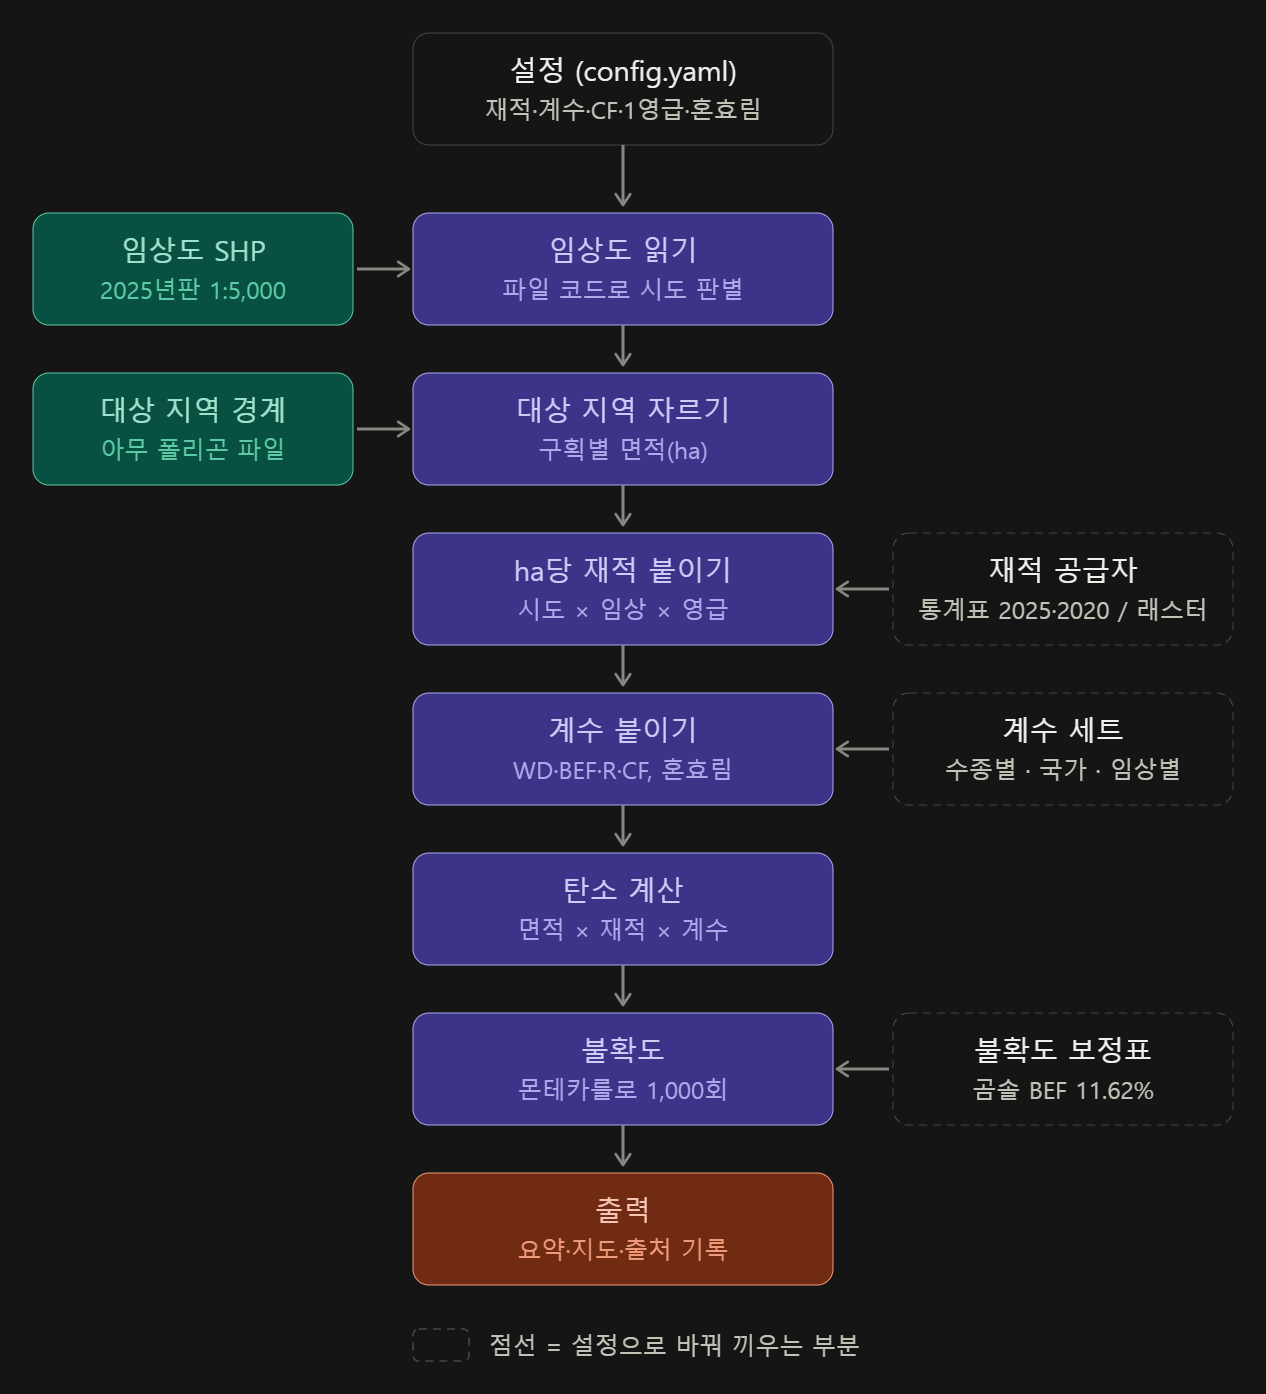 설정 (config.yaml)
재적·계수·CF·1영급·혼효림
임상도 SHP
2025년판 1:5,000
임상도 읽기
파일 코드로 시도 판별
대상 지역 경계
아무 폴리곤 파일
대상 지역 자르기
구획별 면적(ha)
ha당 재적 붙이기
시도 × 임상 × 영급
재적 공급자
통계표 2025·2020 / 래스터
계수 붙이기
WD·BEF·R·CF, 혼효림
계수 세트
수종별 · 국가 · 임상별
탄소 계산
면적 × 재적 × 계수
불확도
몬테카를로 1,000회
불확도 보정표
곰솔 BEF 11.62%
출력
요약·지도·출처 기록
점선 = 설정으로 바꿔 끼우는 부분